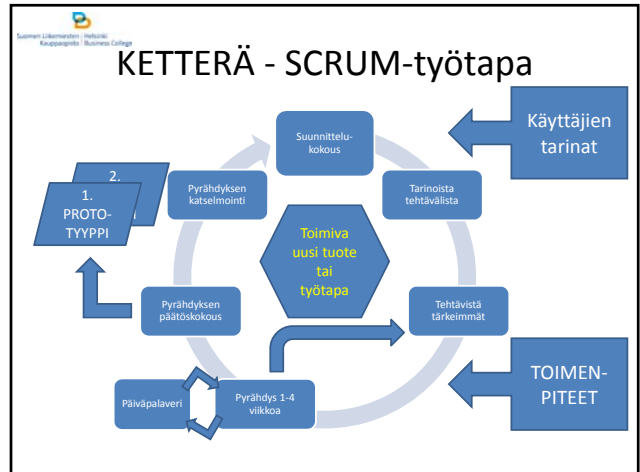 Suomen Liikemiesten | Helsinki
Kauppaopisto | Business College
KETTERÄ - SCRUM-työtapa
Suunnittelu-
kokous
Käyttäjien
tarinat
Tarinoista
tehtävälista
Tehtävistä
tärkeimmät
TOIMEN-
PITEET
Pyrähdys 1-4
viikkoa
Päiväpalaveri
Pyrähdyksen
päätöskokous
1.
PROTO-
TYYPPI
2.
Pyrähdyksen
katselmointi
Toimiva
uusi tuote
tai
työtapa